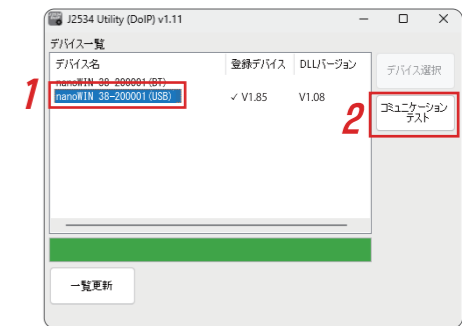 J2534 Utility (DoIP) v1.11
デバイス一覧
デバイス名 登録デバイス DLLバージョン
nanoWIN 38-200001(BT)
nanoWIN 38-200001(USB) ✓ V1.85 V1.08
デバイス選択
コミュニケーション
テスト
一覧更新
1
2